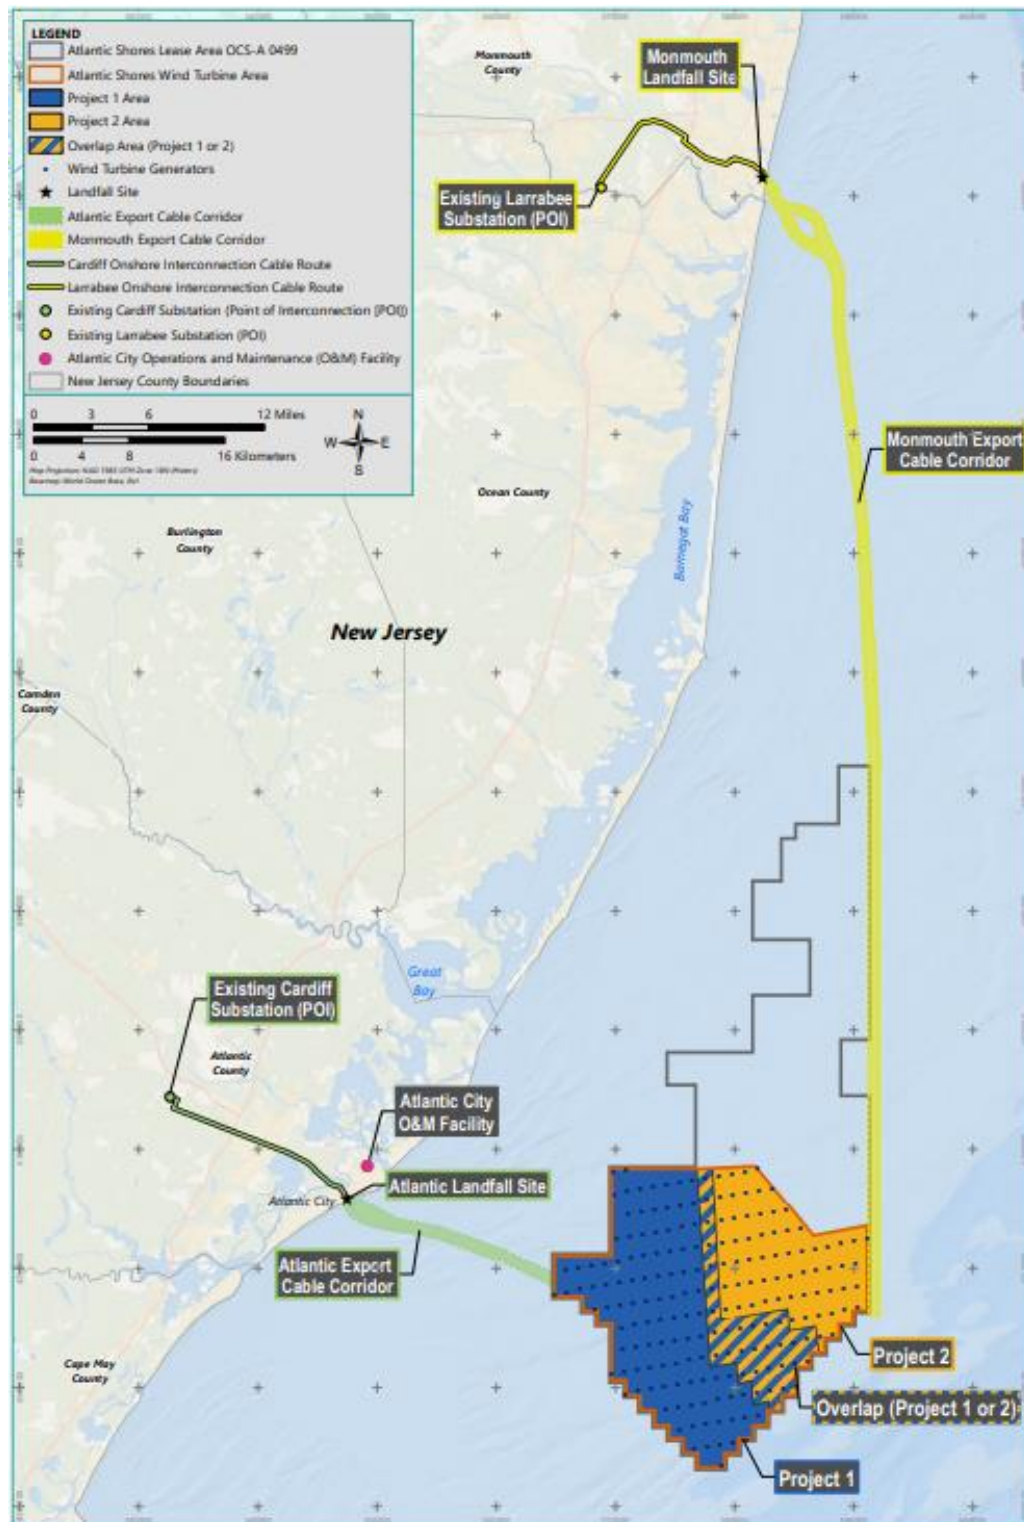 LEGEND
Atlantic Shores Lease Area OCS-A 0499
Atlantic Shores Wind Turbine Area
Project 1 Area
Project 2 Area
Overlap Area (Project 1 or 2)
Wind Turbine Generators
Landfall Site
Atlantic Export Cable Corridor
Monmouth Export Cable Corridor
Cardiff Onshore Interconnection Cable Route
Larrabee Onshore Interconnection Cable Route
Existing Cardiff Substation (Point of Interconnection [POI])
Existing Larrabee Substation (POI)
Atlantic City Operations and Maintenance (O&M) Facility
New Jersey County Boundaries
0 3 6 12 Miles
0 4 8 16 Kilometers
N
W E
S
Monmouth
County
Monmouth
Landfall Site
Existing Larrabee
Substation (POI)
Monmouth Export
Cable Corridor
Ocean County
Burlington
County
Barnegat Bay
New Jersey
Camden
County
Great
Bay
Existing Cardiff
Substation (POI)
Atlantic
County
Atlantic City
O&M Facility
Atlantic Landfall Site
Atlantic City
Atlantic Export
Cable Corridor
Cape May
County
Project 2
Overlap (Project 1 or 2)
Project 1